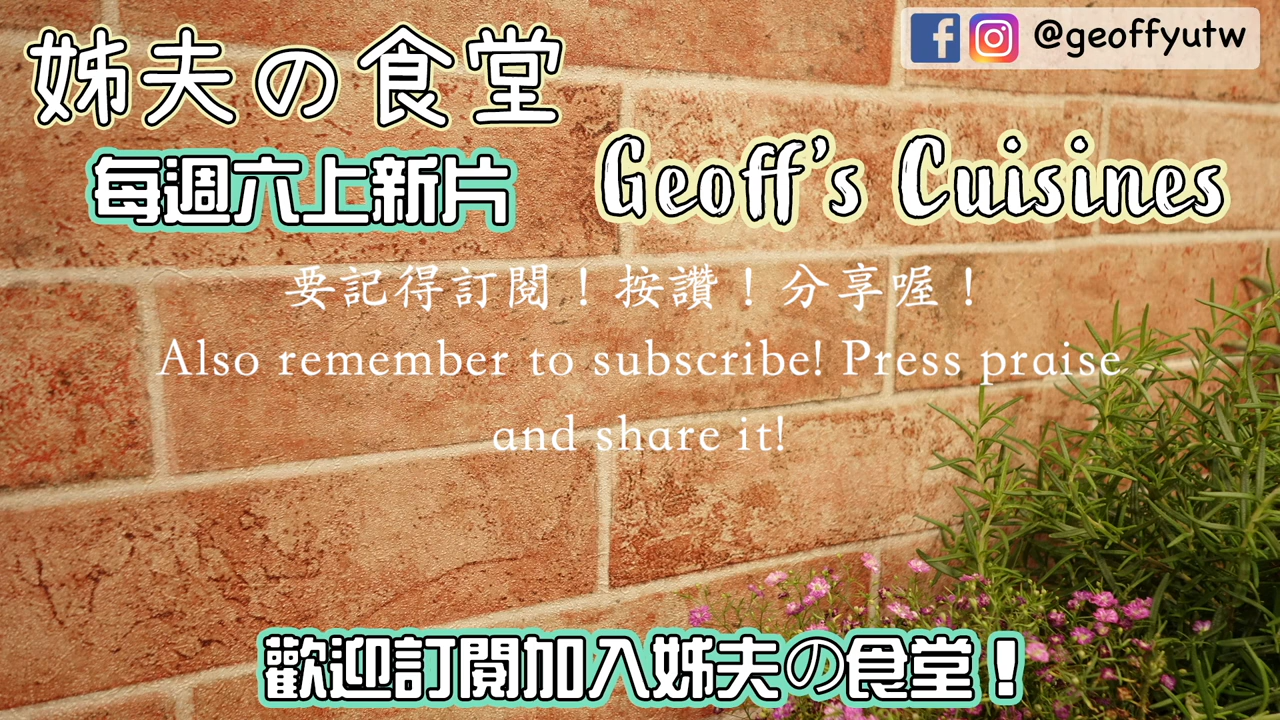 姊夫の食堂
@geoffyutw
每週六上新片
Geoff's Cuisines
要記得訂閱！按讚！分享喔！
Also remember to subscribe! Press praise
and share it!
歡迎訂閱加入姊夫の食堂！